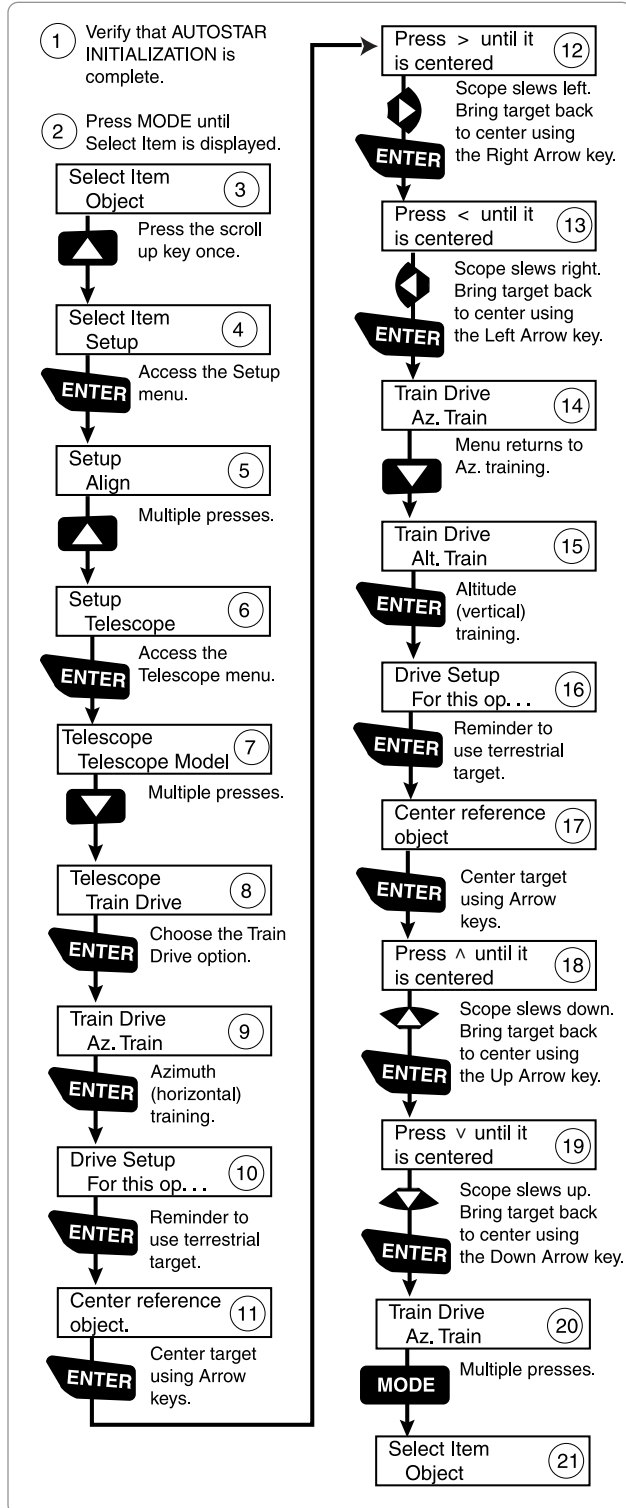 1 Verify that AUTOSTAR
INITIALIZATION is
complete.
2 Press MODE until
Select Item is displayed.
Select Item
Object
3
Press the scroll
up key once.
Select Item
Setup
4
ENTER
Access the Setup
menu.
Setup
Align
5
Multiple presses.
Setup
Telescope
6
ENTER
Access the
Telescope menu.
Telescope
Telescope Model
7
Multiple presses.
Telescope
Train Drive
8
ENTER
Choose the Train
Drive option.
Train Drive
Az. Train
9
ENTER
Azimuth
(horizontal)
training.
Drive Setup
For this op. . .
10
ENTER
Reminder to
use terrestrial
target.
Center reference
object.
11
ENTER
Center target
using Arrow
keys.
Press > until it
is centered
12
Scope slews left.
Bring target back
to center using
the Right Arrow key.
ENTER
Press < until it
is centered
13
Scope slews right.
Bring target back
to center using
the Left Arrow key.
ENTER
Train Drive
Az. Train
14
Menu returns to
Az. training.
Train Drive
Alt. Train
15
ENTER
Altitude
(vertical)
training.
Drive Setup
For this op. . .
16
ENTER
Reminder to
use terrestrial
target.
Center reference
object
17
ENTER
Center target
using Arrow
keys.
Press ^ until it
is centered
18
Scope slews down.
Bring target back
to center using
the Up Arrow key.
ENTER
Press v until it
is centered
19
Scope slews up.
Bring target back
to center using
the Down Arrow key.
ENTER
Train Drive
Az. Train
20
MODE
Multiple presses.
Select Item
Object
21